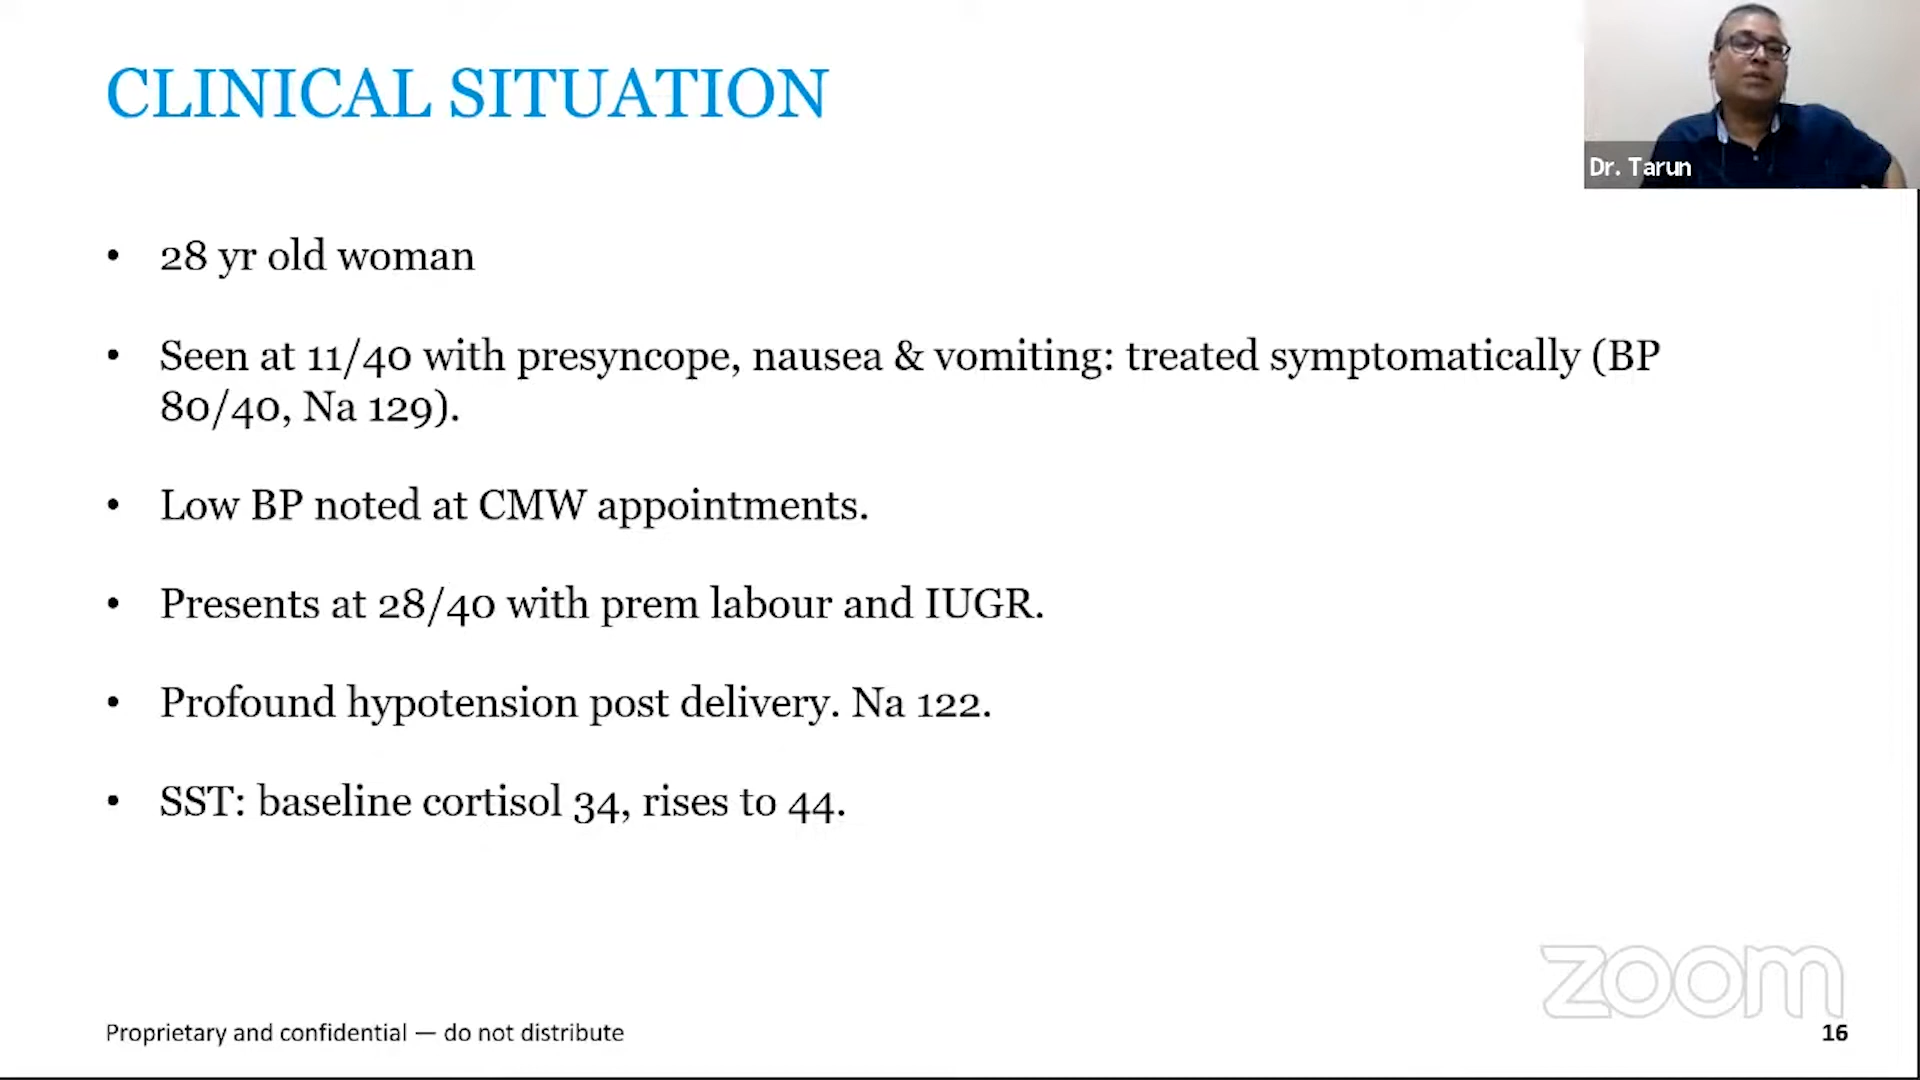 CLINICAL SITUATION
Dr. Tarun
• 28 yr old woman
• Seen at 11/40 with presyncope, nausea & vomiting: treated symptomatically (BP
80/40, Na 129).
• Low BP noted at CMW appointments.
• Presents at 28/40 with prem labour and IUGR.
• Profound hypotension post delivery. Na 122.
• SST: baseline cortisol 34, rises to 44.
zoom
Proprietary and confidential — do not distribute
16